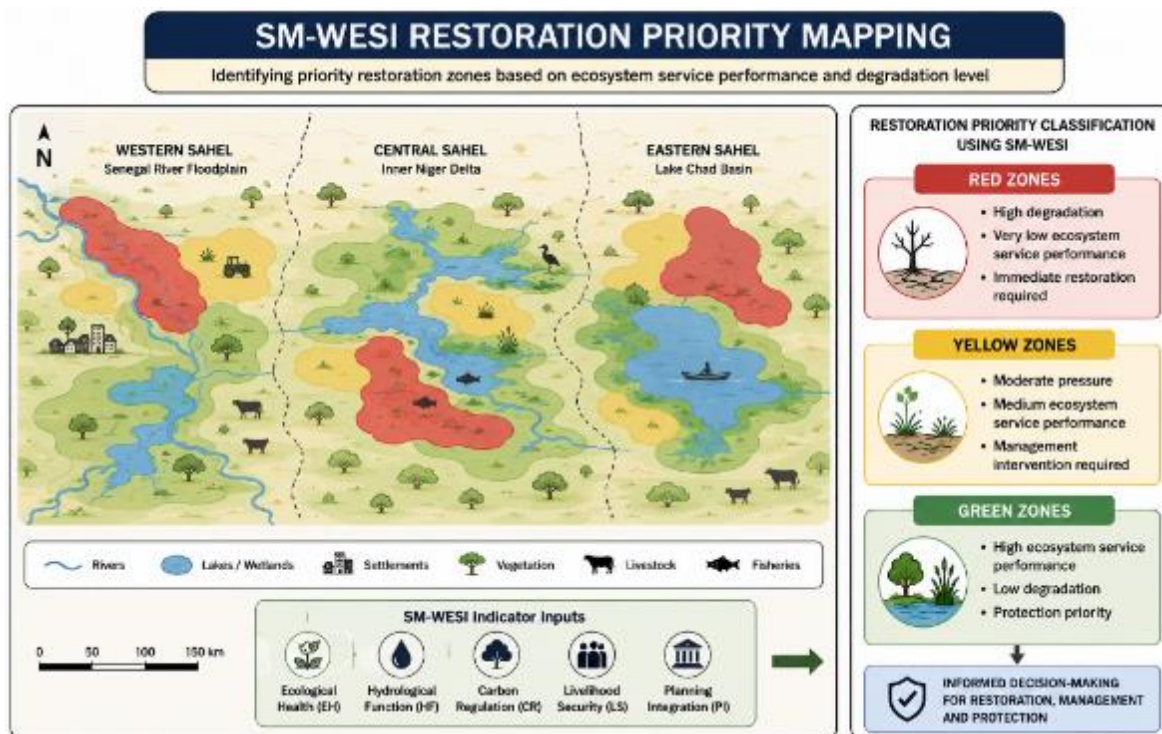 SM-WESI RESTORATION PRIORITY MAPPING
Identifying priority restoration zones based on ecosystem service performance and degradation level
N
WESTERN SAHEL
Senegal River Floodplain
CENTRAL SAHEL
Inner Niger Delta
EASTERN SAHEL
Lake Chad Basin
Rivers
Lakes / Wetlands
Settlements
Vegetation
Livestock
Fisheries
0 50 100 150 km
SM-WESI Indicator Inputs
Ecological
Health (EH)
Hydrological
Function (HF)
Carbon
Regulation (CR)
Livelihood
Security (LS)
Planning
Integration (PI)
RESTORATION PRIORITY CLASSIFICATION
USING SM-WESI
RED ZONES
• High degradation
• Very low ecosystem
service performance
• Immediate restoration
required
YELLOW ZONES
• Moderate pressure
• Medium ecosystem
service performance
• Management
intervention required
GREEN ZONES
• High ecosystem service
performance
• Low degradation
• Protection priority
INFORMED DECISION-MAKING
FOR RESTORATION, MANAGEMENT
AND PROTECTION